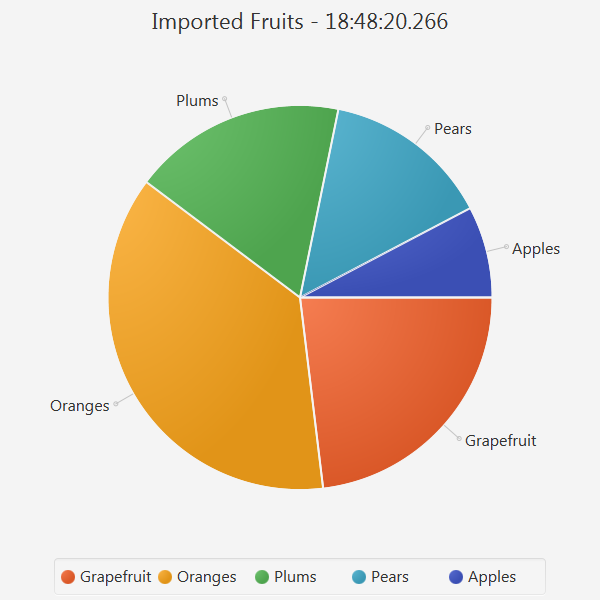 Imported Fruits - 18:48:20.266
Plums
Pears
Apples
Oranges
Grapefruit
Grapefruit Oranges Plums Pears Apples